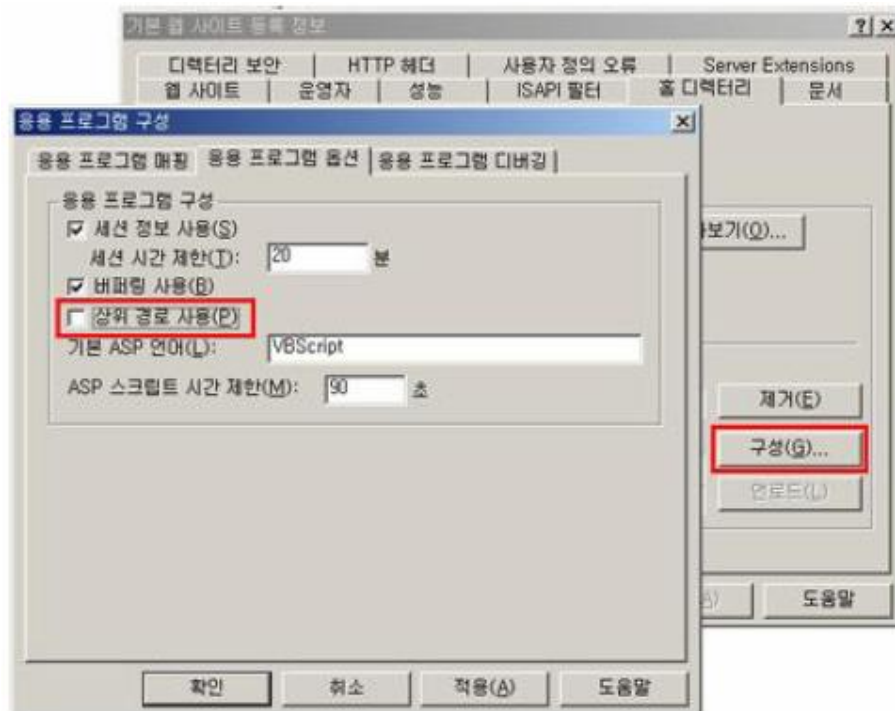 기본 웹 사이트 등록 정보
디렉터리 보안 HTTP 헤더 사용자 정의 오류 Server Extensions
웹 사이트 운영자 성능 ISAPI 필터 홈 디렉터리 문서
응용 프로그램 구성
응용 프로그램 매핑 응용 프로그램 옵션 응용 프로그램 디버깅
응용 프로그램 구성
세션 정보 사용(S)
세션 시간 제한(T): 20 분
보기(O)...
버퍼링 사용(B)
상위 경로 사용(P)
기본 ASP 언어(L): VBScript
ASP 스크립트 시간 제한(M): 90 초
제거(E)
구성(G)...
언로드(L)
도움말
확인 취소 적용(A) 도움말